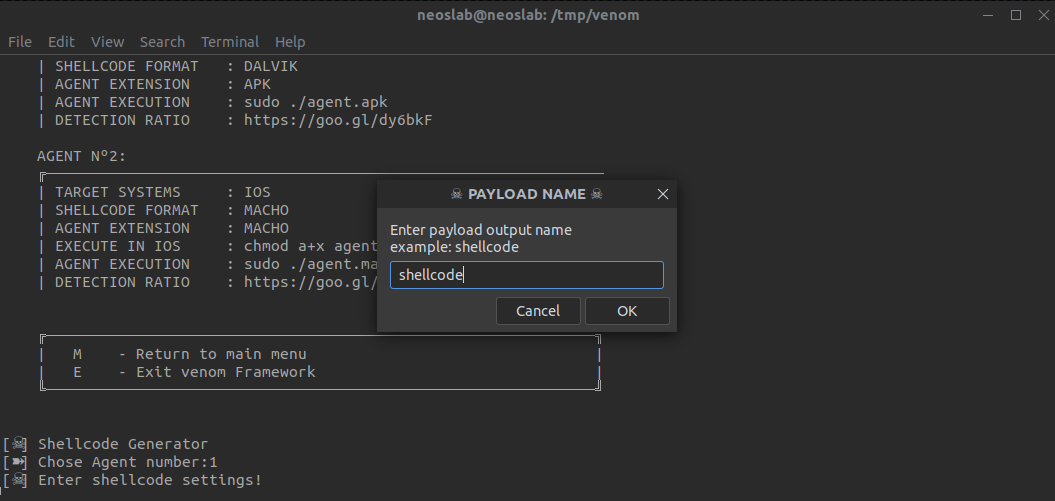 neoslab@neoslab: /tmp/venom
File Edit View Search Terminal Help
| SHELLCODE FORMAT : DALVIK
| AGENT EXTENSION : APK
| AGENT EXECUTION : sudo ./agent.apk
| DETECTION RATIO : https://goo.gl/dy6bkF
AGENT Nº2:
| TARGET SYSTEMS : IOS
| SHELLCODE FORMAT : MACHO
| AGENT EXTENSION : MACHO
| EXECUTE IN IOS : chmod a+x agent
| AGENT EXECUTION : sudo ./agent.ma
| DETECTION RATIO : https://goo.gl/
☠ PAYLOAD NAME ☠
Enter payload output name
example: shellcode
shellcode
Cancel OK
| M - Return to main menu |
| E - Exit venom Framework |
[☠] Shellcode Generator
[➽] Chose Agent number:1
[☠] Enter shellcode settings!